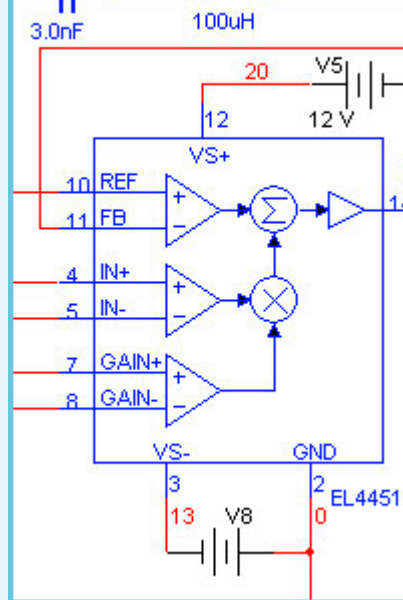 100uH
3.0nF
20 V5
12 12 V
VS+
10 REF
11 FB
Σ
4 IN+
5 IN-
7 GAIN+
8 GAIN-
VS- GND
3 2
EL4451
13 V8 0